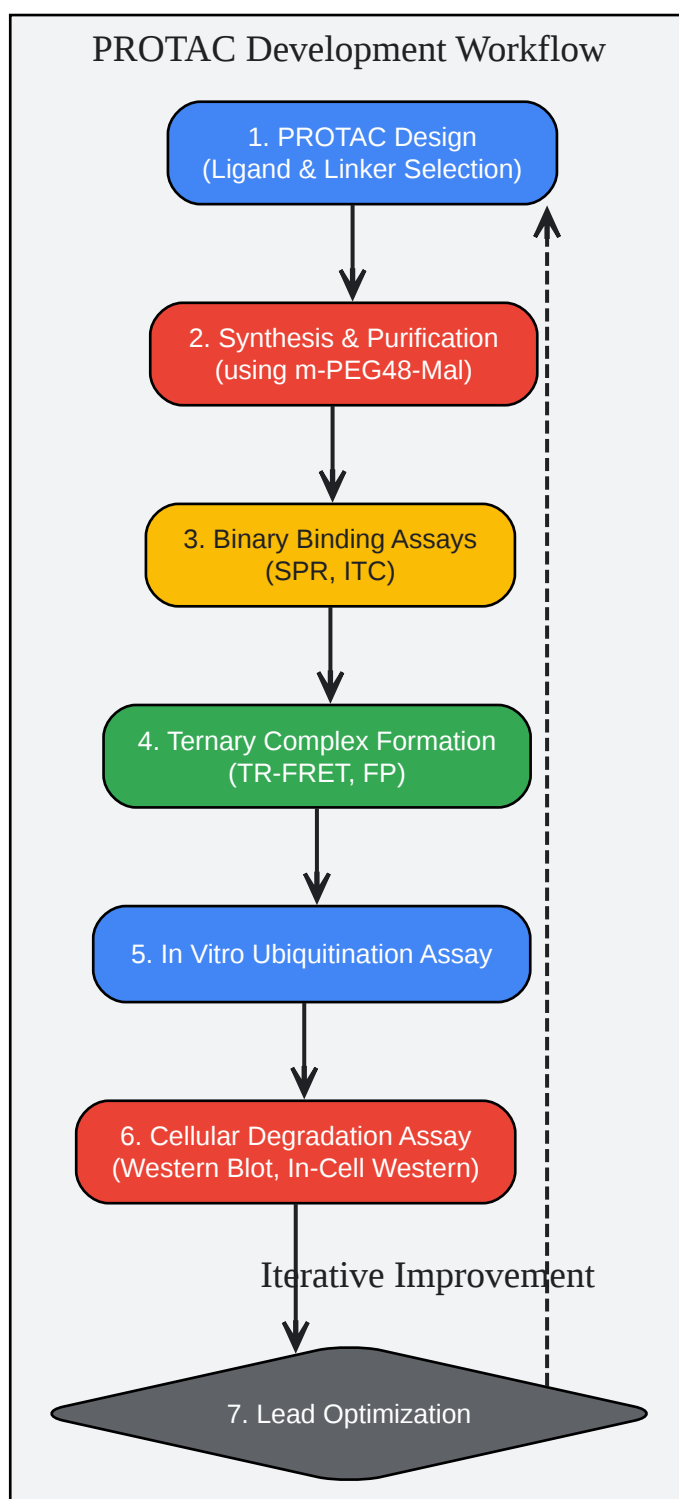 PROTAC Development Workflow
1. PROTAC Design
(Ligand & Linker Selection)
2. Synthesis & Purification
(using m-PEG48-Mal)
3. Binary Binding Assays
(SPR, ITC)
4. Ternary Complex Formation
(TR-FRET, FP)
5. In Vitro Ubiquitination Assay
6. Cellular Degradation Assay
(Western Blot, In-Cell Western)
Iterative Improvement
7. Lead Optimization